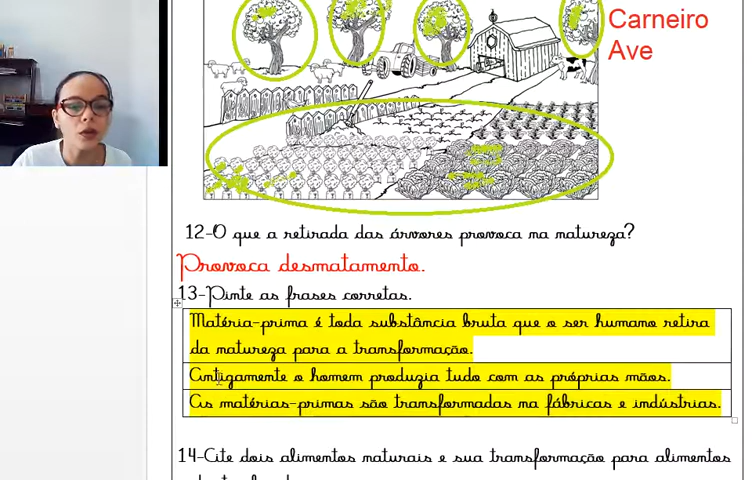 Carneiro
Ave
12-O que a retirada das árvores provoca na natureza?
Provoca desmatamento.
13-Pinte as frases corretas.
Matéria-prima é toda substância bruta que o ser humano retira
da natureza para a transformação.
Antigamente o homem produzia tudo com as próprias mãos.
As matérias-primas são transformadas na fábricas e indústrias.
14-Cite dois alimentos naturais e sua transformação para alimentos